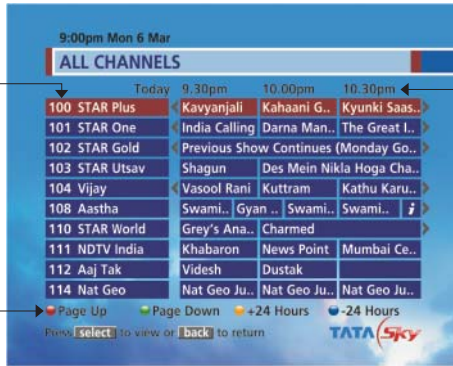 9:00pm Mon 6 Mar
ALL CHANNELS
Today 9.30pm 10.00pm 10.30pm
100 STAR Plus Kavyanjali Kahaani G.. Kyunki Saas..
101 STAR One India Calling Darna Man.. The Great I..
102 STAR Gold Previous Show Continues (Monday Go..
103 STAR Utsav Shagun Des Mein Nikla Hoga Cha..
104 Vijay Vasool Rani Kuttram Kathu Karu..
108 Aastha Swami.. Gyan .. Swami.. Swami.. i
110 STAR World Grey's Ana.. Charmed
111 NDTV India Khabaron News Point Mumbai Ce..
112 Aaj Tak Videsh Dustak
114 Nat Geo Nat Geo Ju.. Nat Geo Ju.. Nat Geo Ju..
Page Up Page Down +24 Hours -24 Hours
Press select to view or back to return
TATA Sky